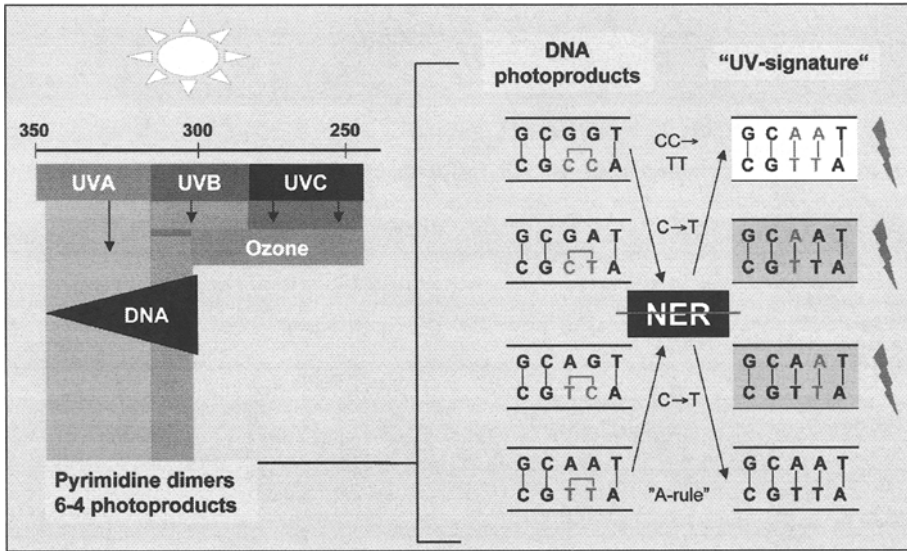 350
300
250
UVA
UVB
UVC
Ozone
DNA
Pyrimidine dimers
6-4 photoproducts
DNA
photoproducts
"UV-signature"
G C G G T
C G C C A
CC→
TT
G C A A T
C G T T A
G C G A T
C G C T A
C→T
G C A A T
C G T T A
NER
G C A G T
C G T C A
C→T
G C A A T
C G T T A
G C A A T
C G T T A
"A-rule"
G C A A T
C G T T A